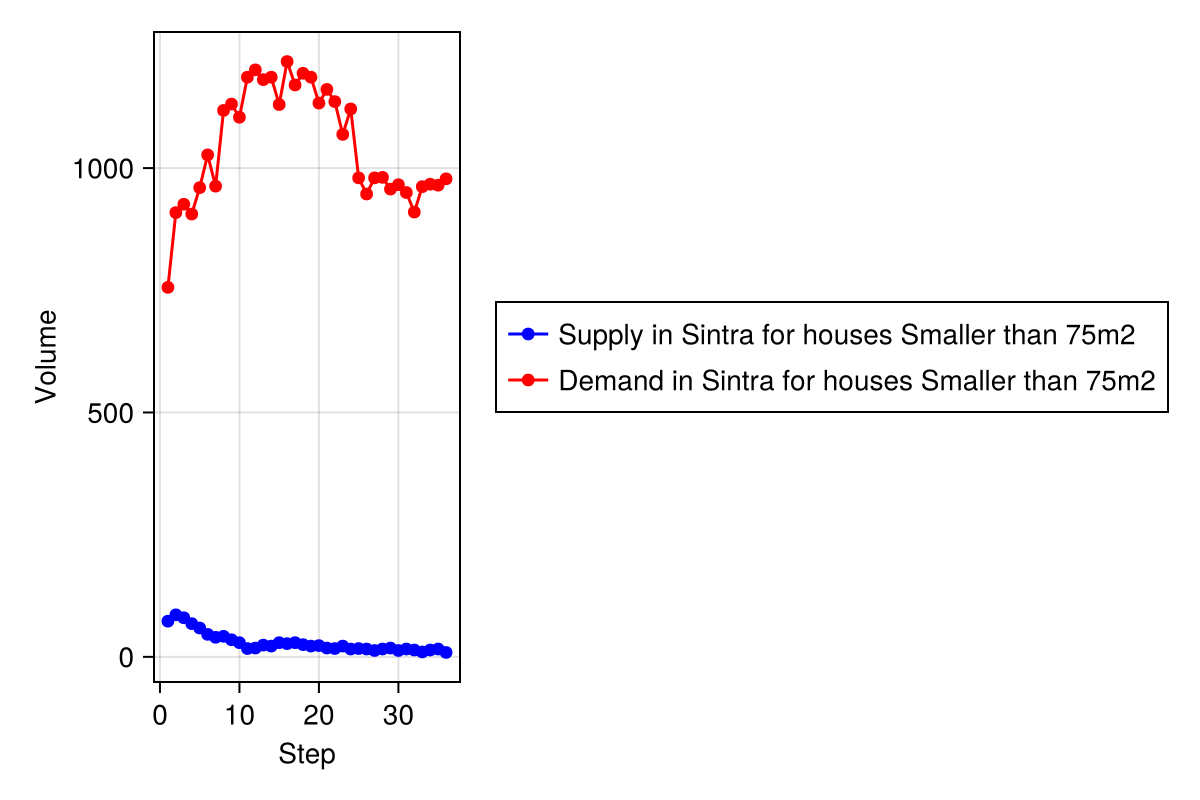 Volume
1000
500
0
0 10 20 30
Step
Supply in Sintra for houses Smaller than 75m2
Demand in Sintra for houses Smaller than 75m2